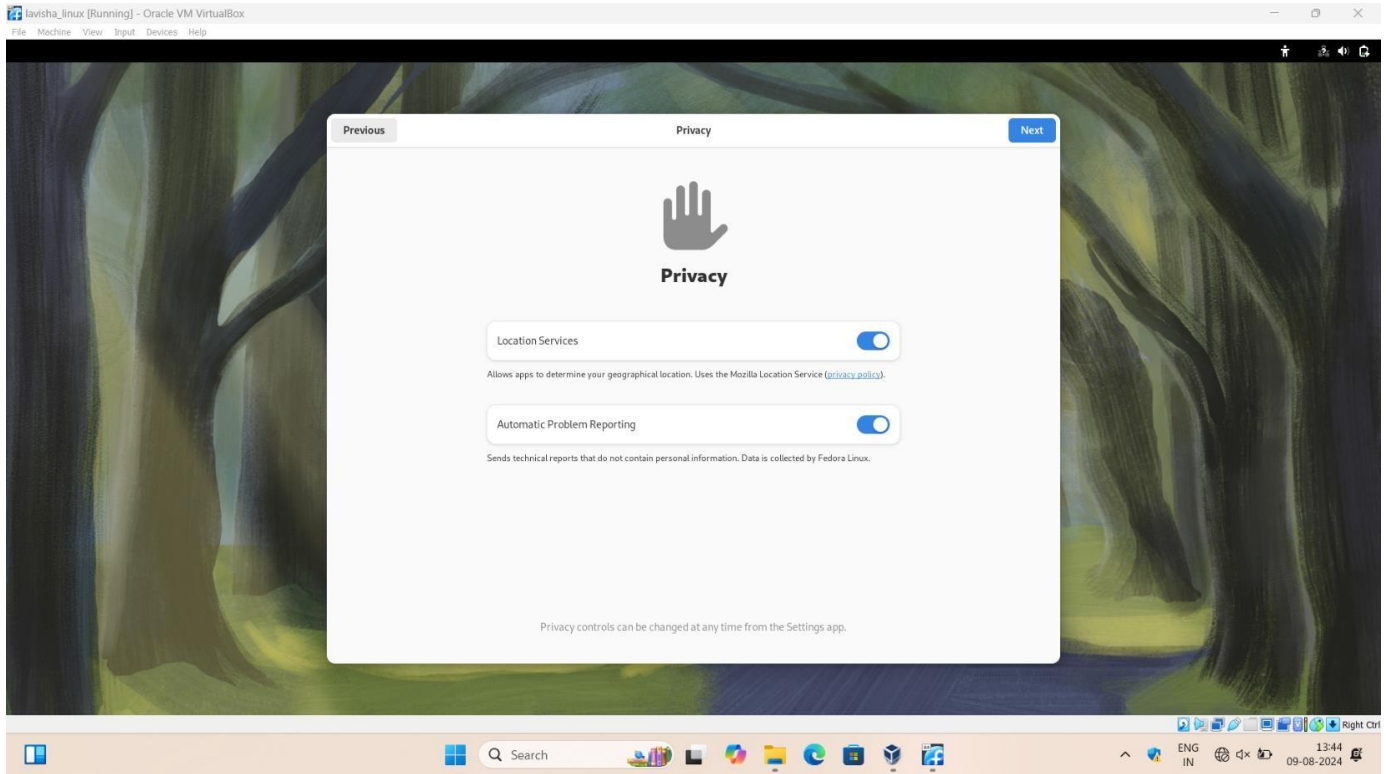 lavisha_linux [Running] - Oracle VM VirtualBox
File Machine View Input Devices Help
Previous Privacy Next
Privacy
Location Services
Allows apps to determine your geographical location. Uses the Mozilla Location Service (privacy policy).
Automatic Problem Reporting
Sends technical reports that do not contain personal information. Data is collected by Fedora Linux.
Privacy controls can be changed at any time from the Settings app.
Right Ctrl
Search
ENG
IN
13:44
09-08-2024